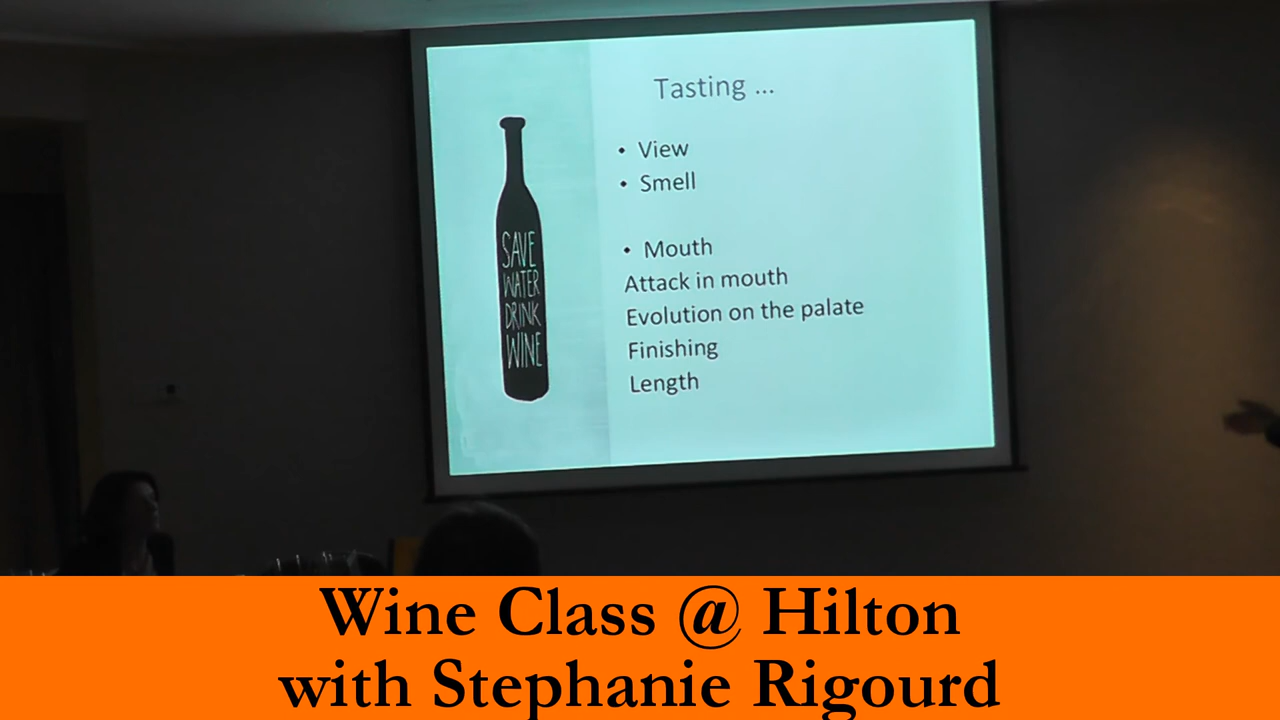 Tasting ...
• View
• Smell
• Mouth
Attack in mouth
Evolution on the palate
Finishing
Length
SAVE
WATER
DRINK
WINE
Wine Class @ Hilton
with Stephanie Rigourd